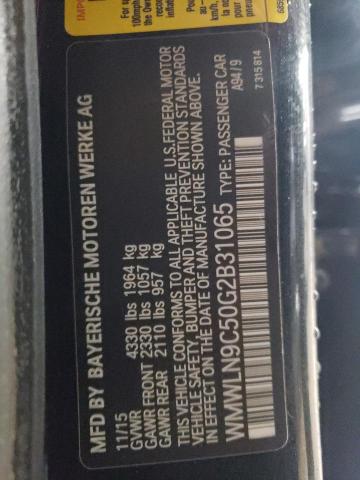 MFD BY BAYERISCHE MOTOREN WERKE AG
11/15
GVWR 4330 lbs 1964 kg
GAWR FRONT 2330 lbs 1057 kg
GAWR REAR 2110 lbs 957 kg
THIS VEHICLE CONFORMS TO ALL APPLICABLE U.S.FEDERAL MOTOR
VEHICLE SAFETY, BUMPER AND THEFT PREVENTION STANDARDS
IN EFFECT ON THE DATE OF MANUFACTURE SHOWN ABOVE.
WMWLN9C50G2B31065 TYPE: PASSENGER CAR
A94/9
7 315 814